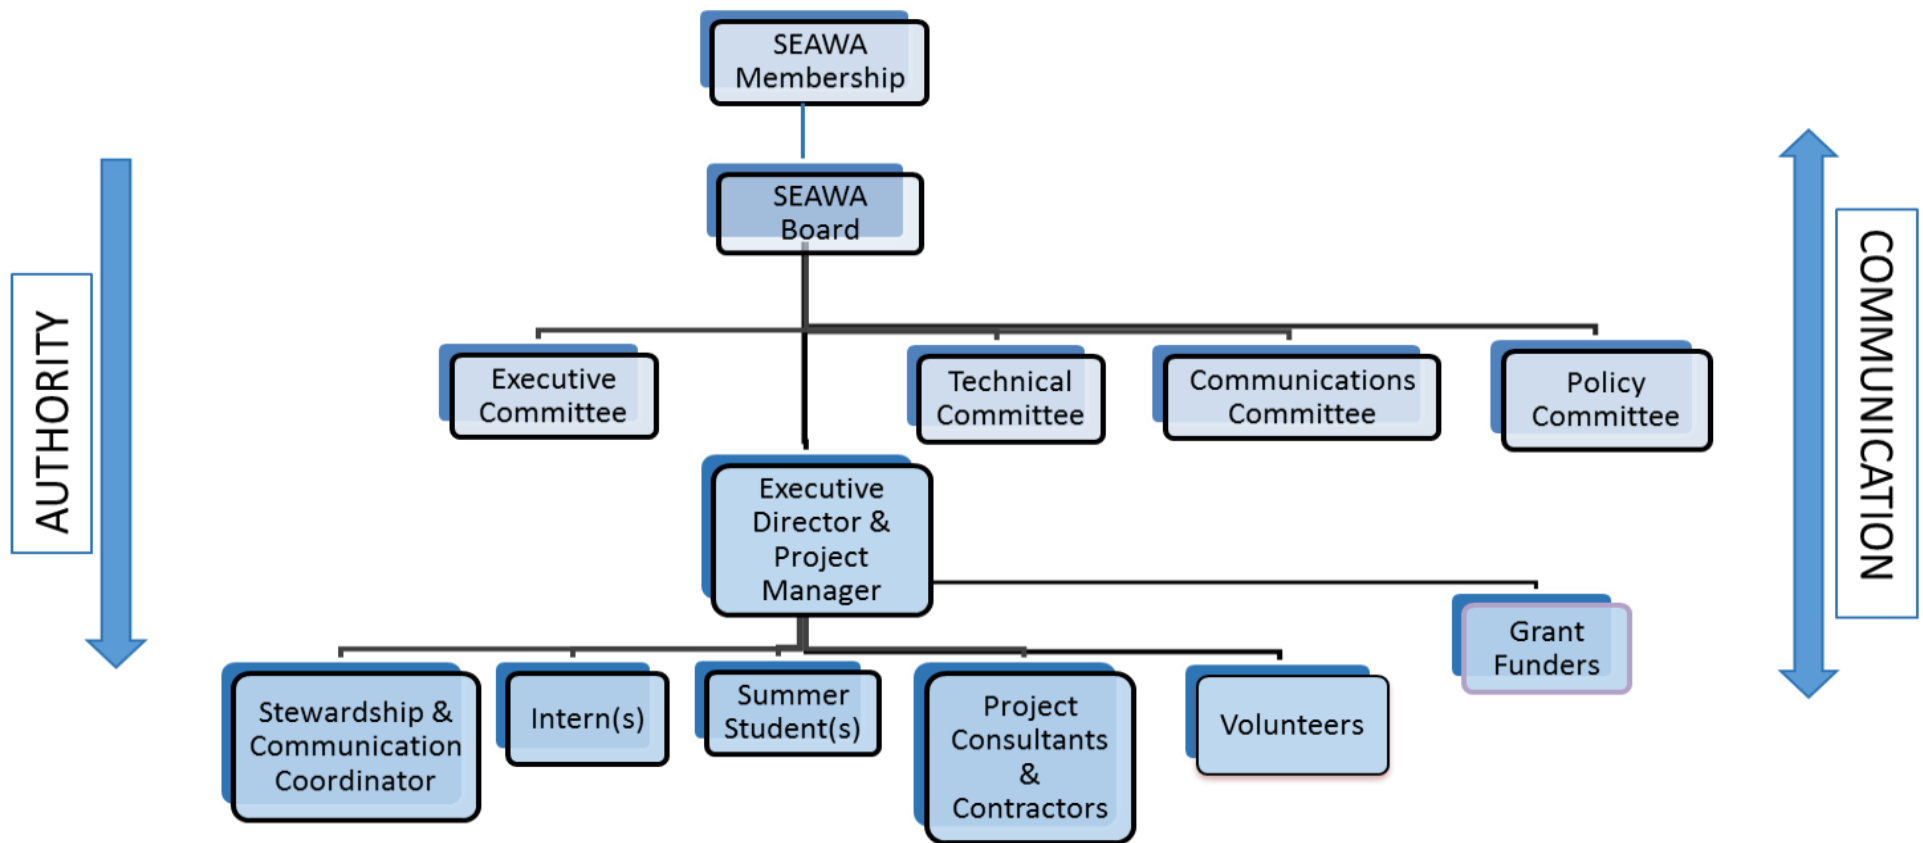 SEAWA
Membership
SEAWA
Board
AUTHORITY
COMMUNICATION
Executive
Committee
Technical
Committee
Communications
Committee
Policy
Committee
Executive
Director &
Project
Manager
Grant
Funders
Stewardship &
Communication
Coordinator
Intern(s)
Summer
Student(s)
Project
Consultants
&
Contractors
Volunteers